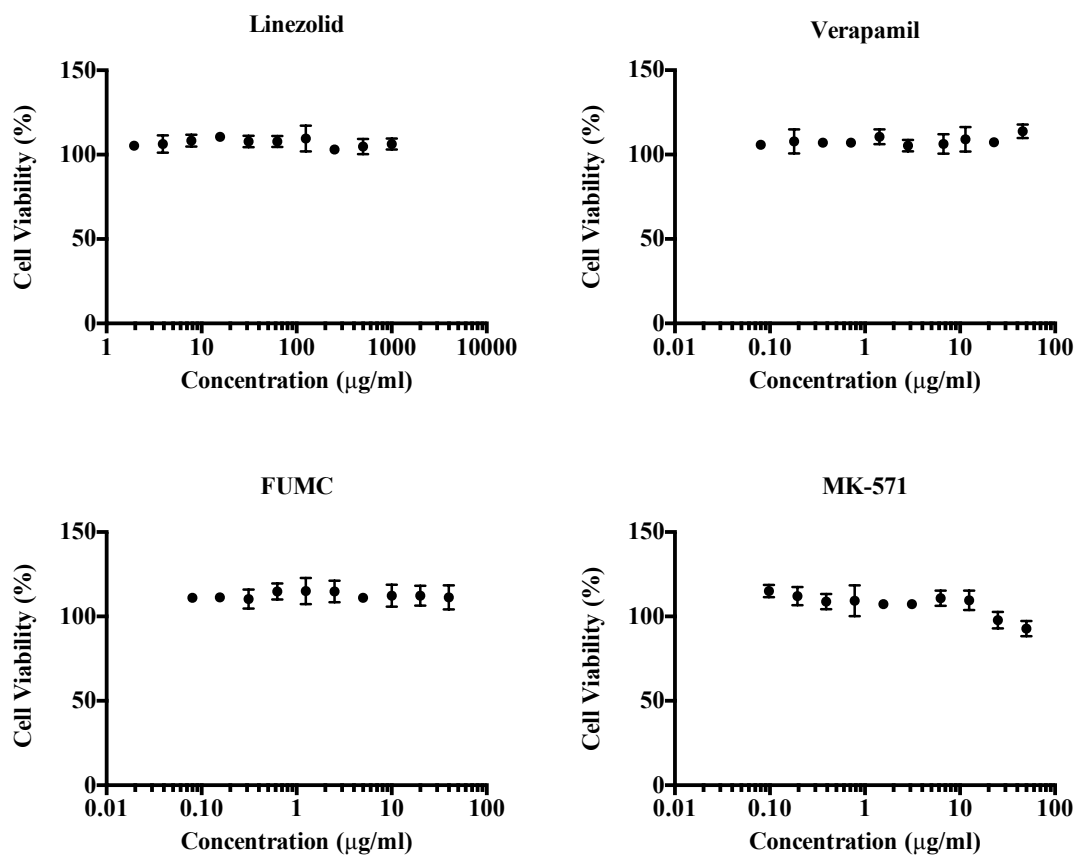 Linezolid
150
100
50
0
Cell Viability (%)
1 10 100 1000 10000
Concentration (μg/ml)
Verapamil
150
100
50
0
Cell Viability (%)
0.01 0.10 1 10 100
Concentration (μg/ml)
FUMC
150
100
50
0
Cell Viability (%)
0.01 0.10 1 10 100
Concentration (μg/ml)
MK-571
150
100
50
0
Cell Viability (%)
0.01 0.10 1 10 100
Concentration (μg/ml)